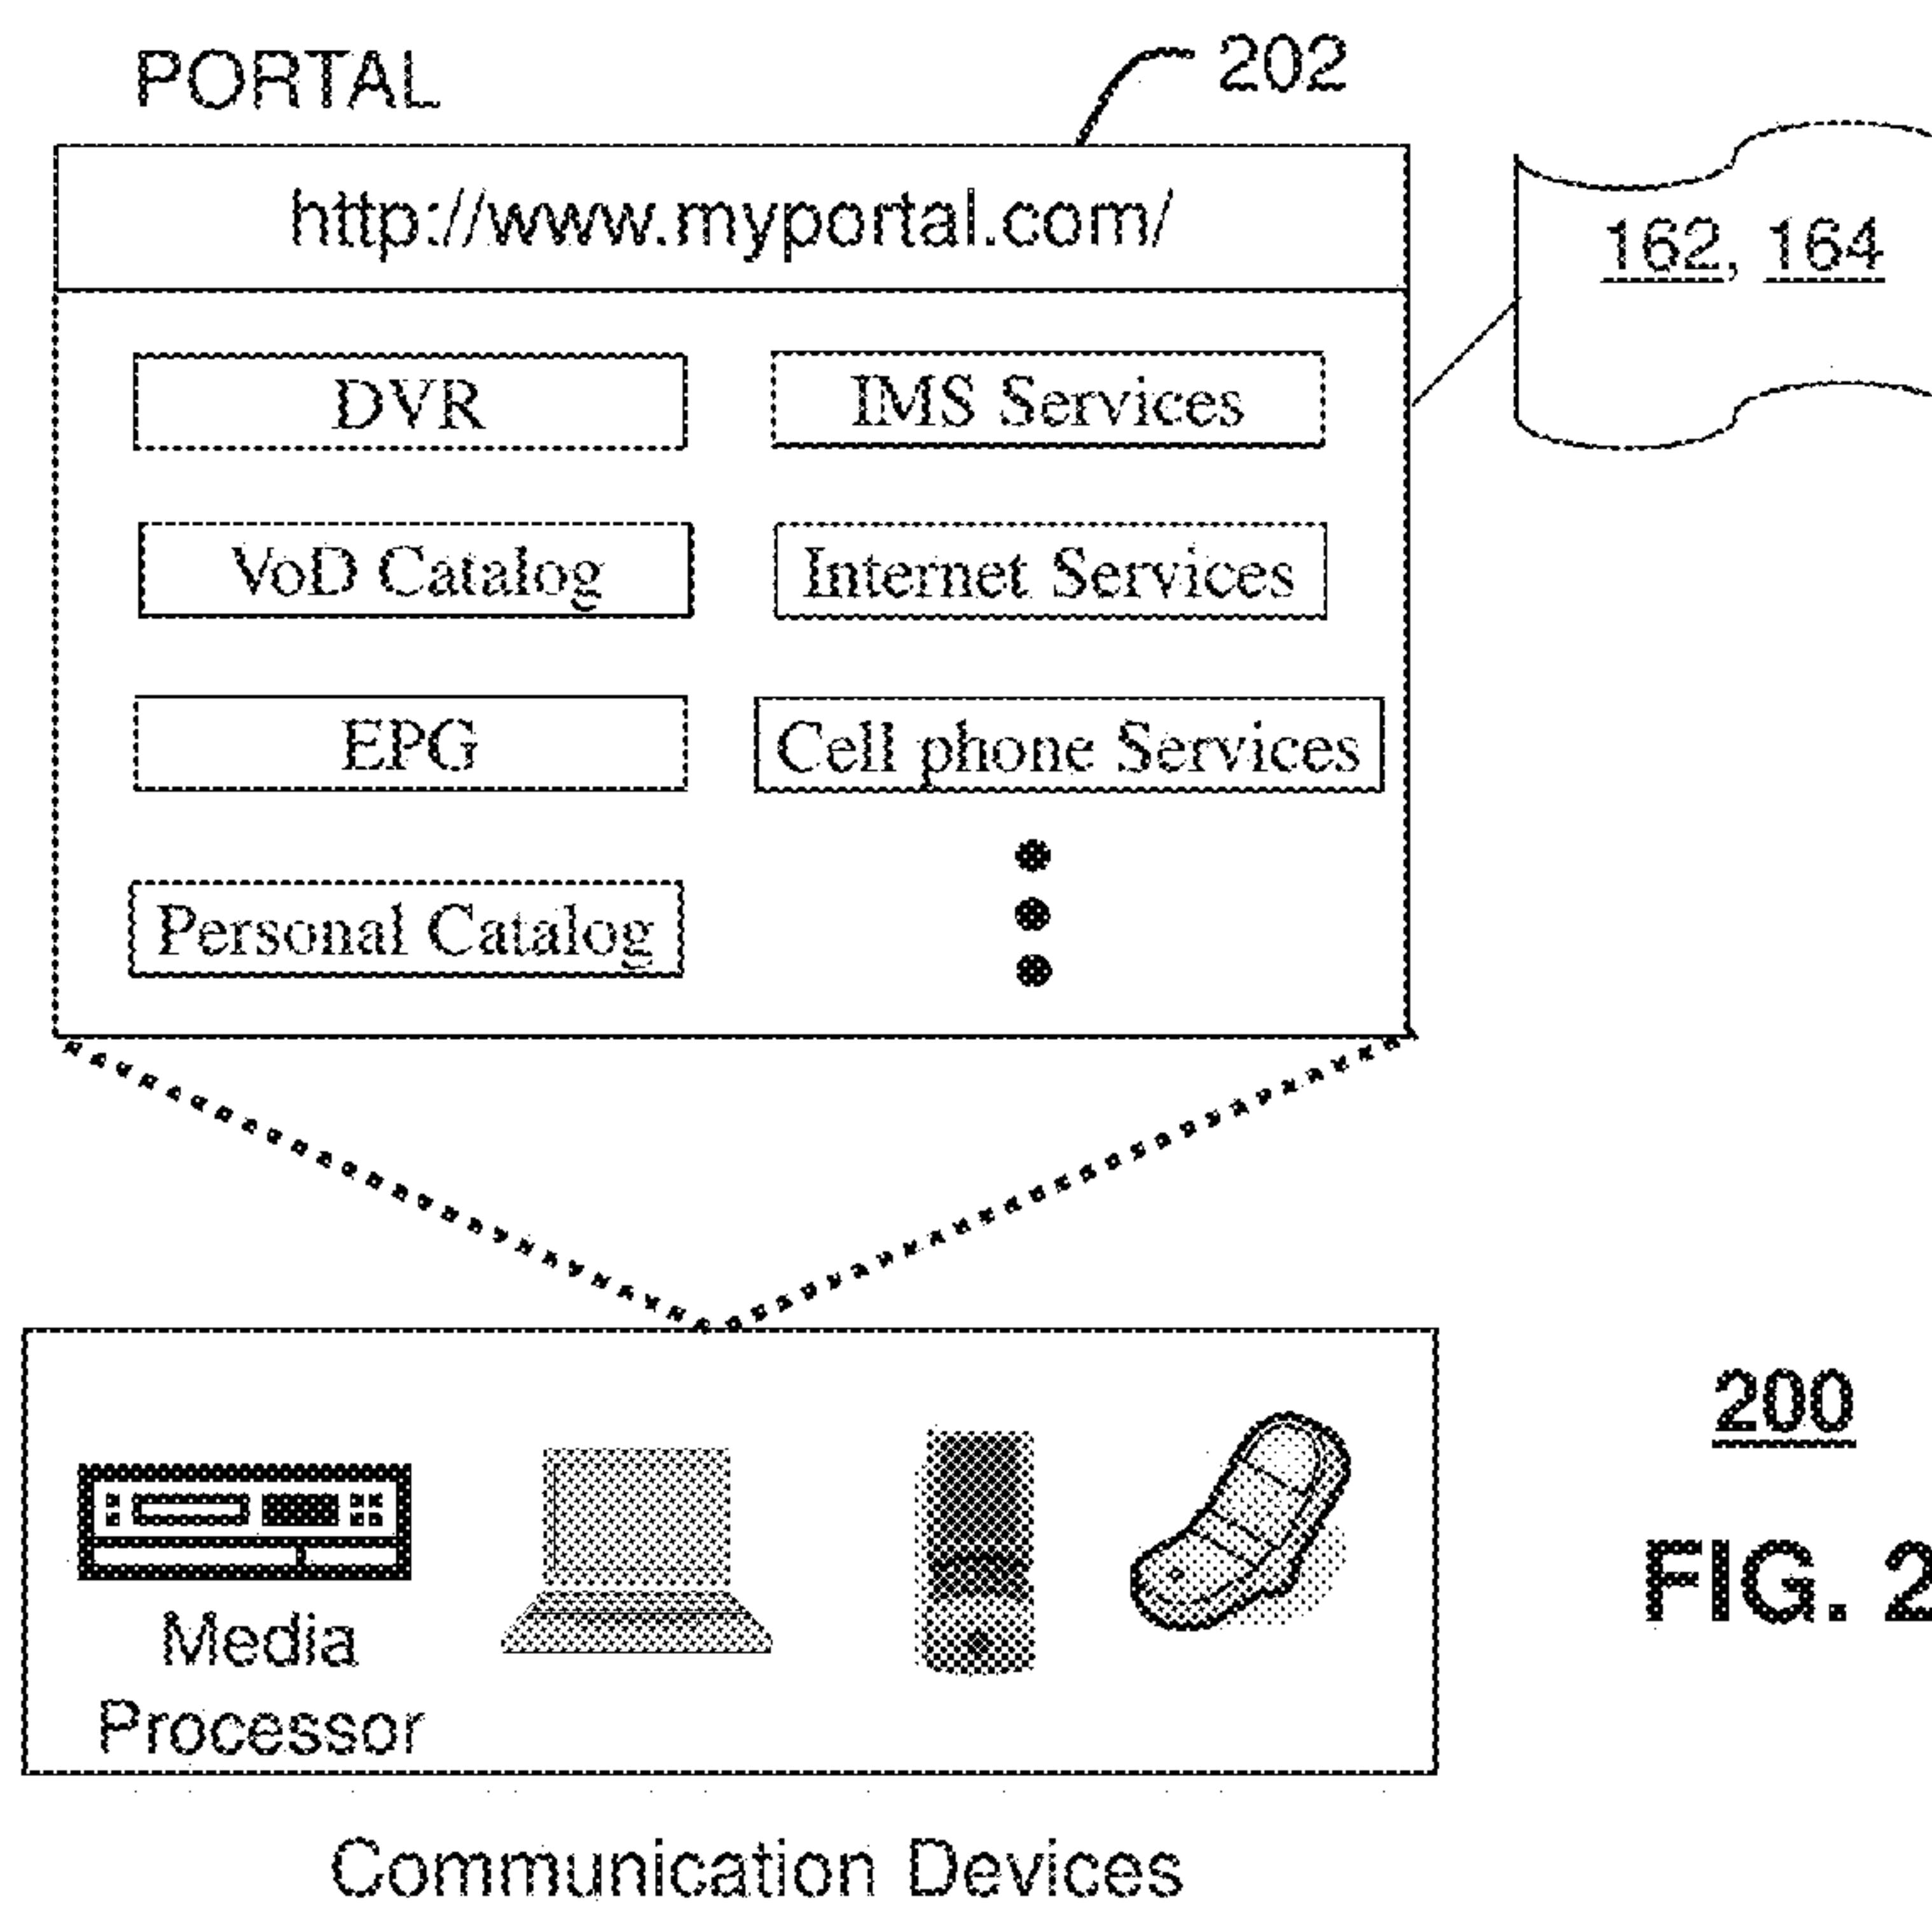 PORTAL
202
http://www.myportal.com/
162, 164
DVR
IMS Services
VoD Catalog
Internet Services
EPG
Cell phone Services
Personal Catalog
200
FIG. 2
Media
Processor
Communication Devices